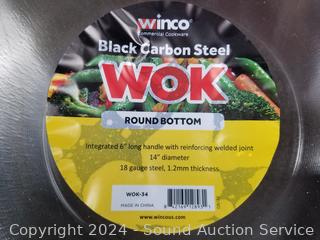 winco
Commercial Cookware
Black Carbon Steel
WOK
ROUND BOTTOM
Integrated 6" long handle with reinforcing welded joint
14" diameter
18 gauge steel, 1.2mm thickness
WOK-34
MADE IN CHINA
www.wincous.com
Copyright 2024 - Sound Auction Service